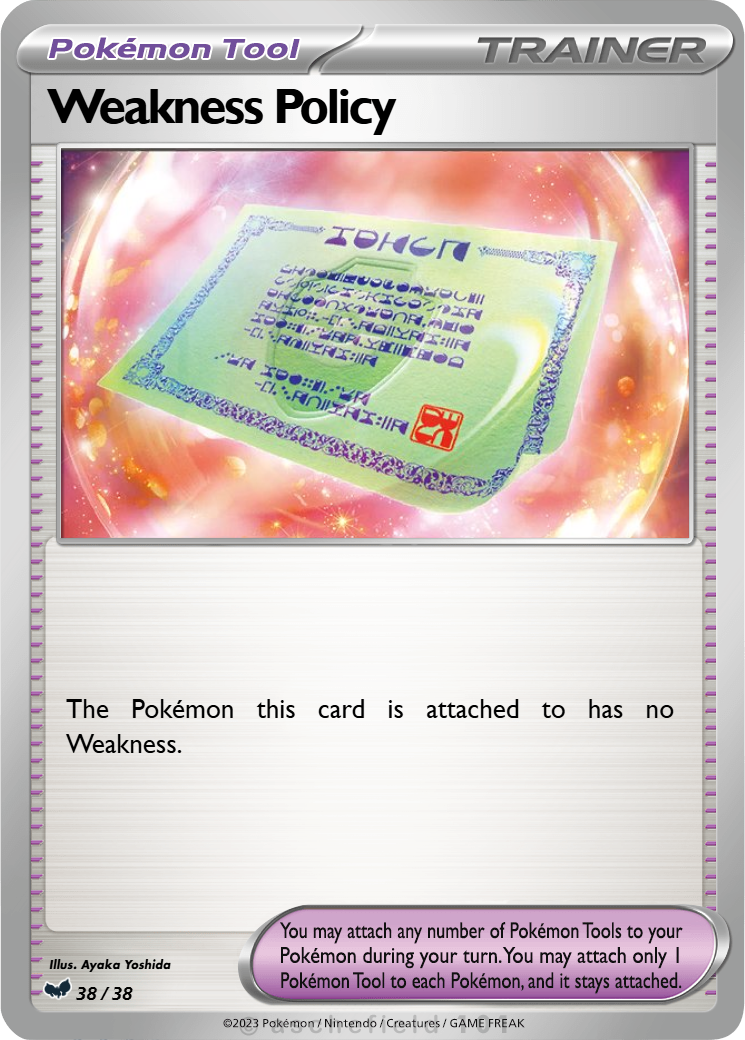 Pokémon Tool
TRAINER
Weakness Policy
The Pokémon this card is attached to has no
Weakness.
You may attach any number of Pokémon Tools to your
Pokémon during your turn. You may attach only 1
Pokémon Tool to each Pokémon, and it stays attached.
Illus. Ayaka Yoshida
38 / 38
©2023 Pokémon / Nintendo / Creatures / GAME FREAK